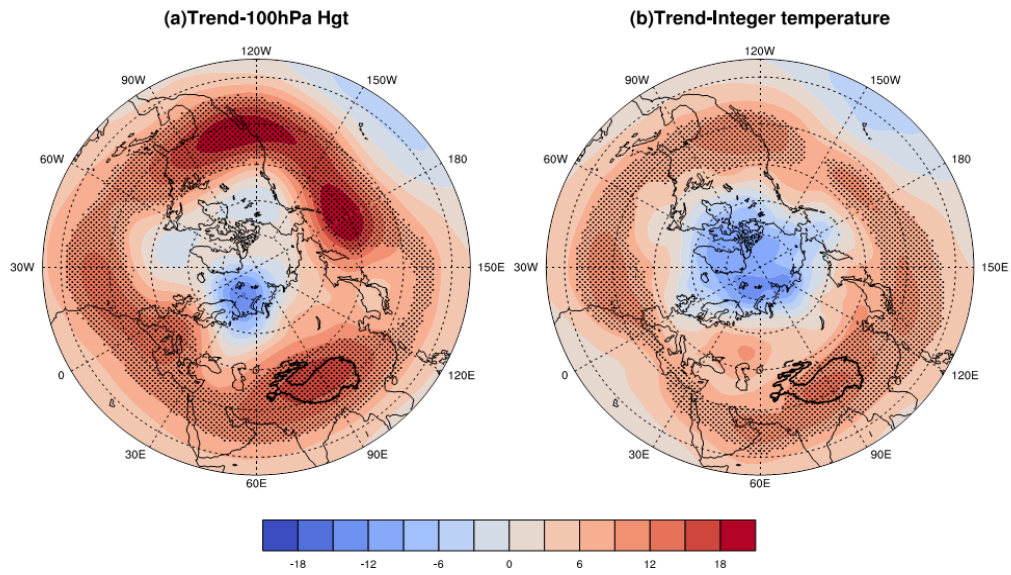 (a)Trend-100hPa Hgt
120W
90W
150W
60W
180
30W
150E
0
120E
30E
90E
60E
(b)Trend-Integer temperature
120W
90W
150W
60W
180
30W
150E
0
120E
30E
90E
60E
-18 -12 -6 0 6 12 18